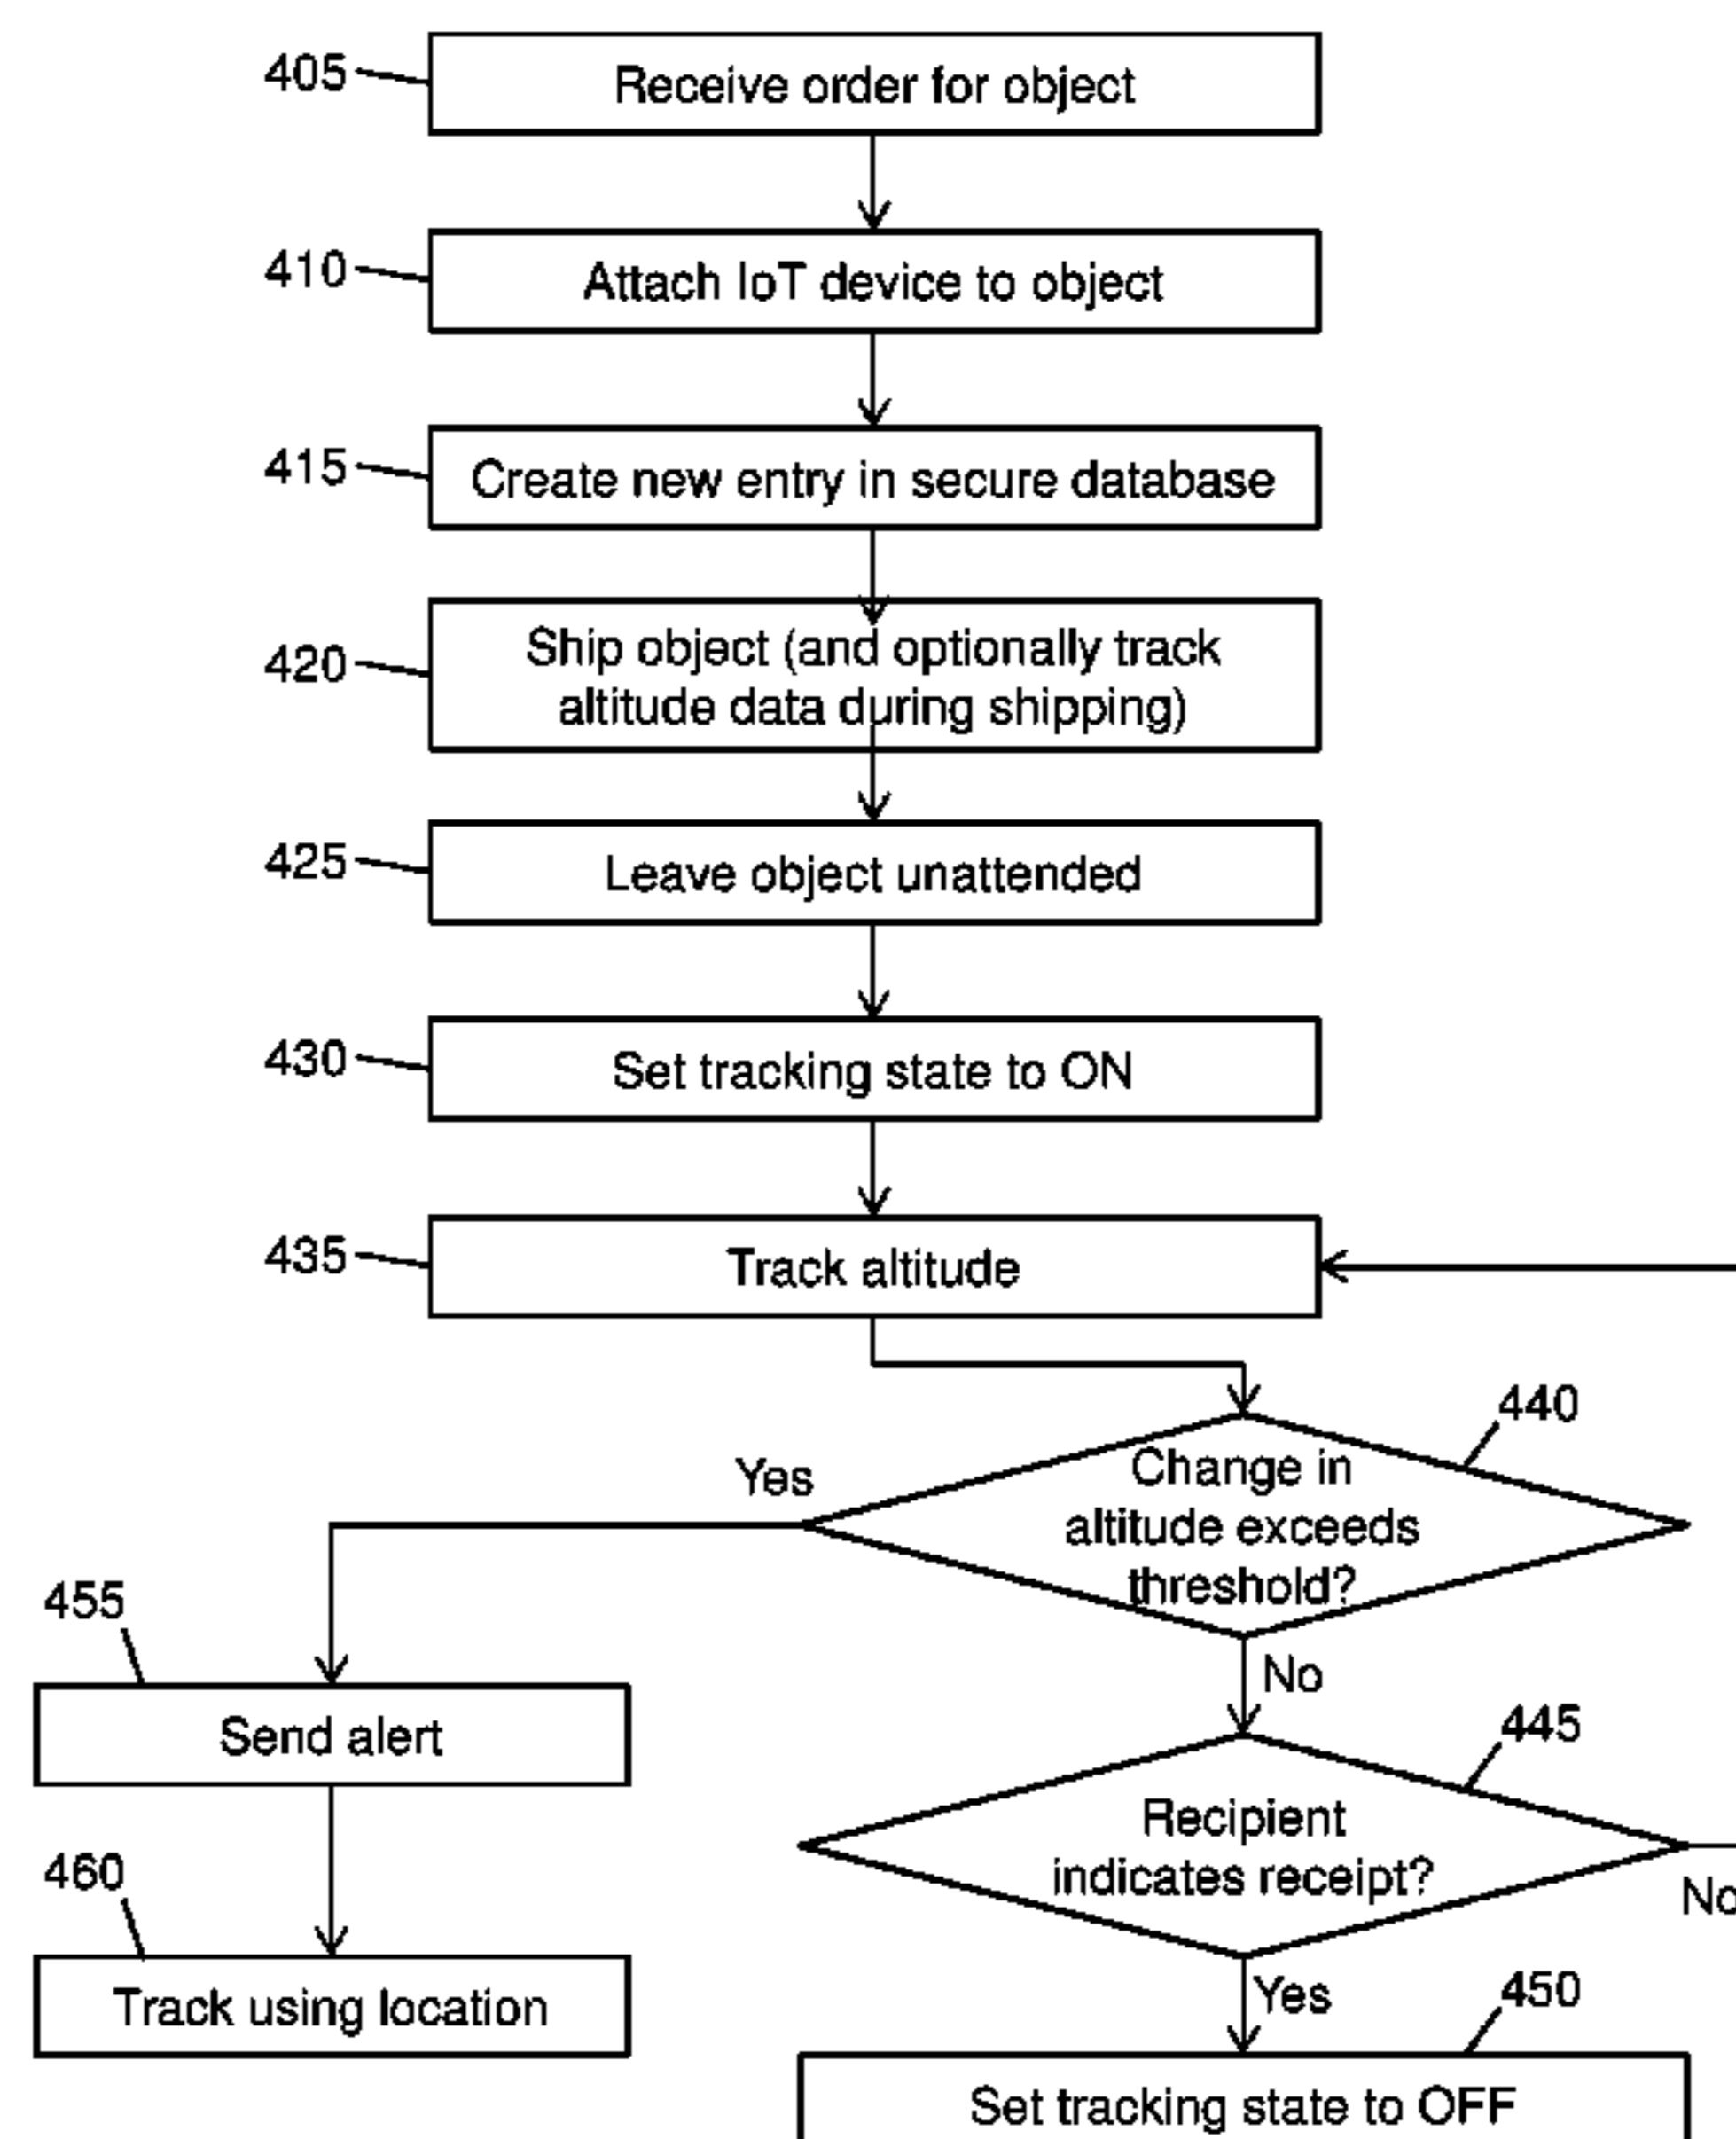 405
Receive order for object
410
Attach IoT device to object
415
Create new entry in secure database
420
Ship object (and optionally track
altitude data during shipping)
425
Leave object unattended
430
Set tracking state to ON
435
Track altitude
440
Change in
altitude exceeds
threshold?
Yes
No
455
Send alert
460
Track using location
445
Recipient
indicates receipt?
No
Yes
450
Set tracking state to OFF